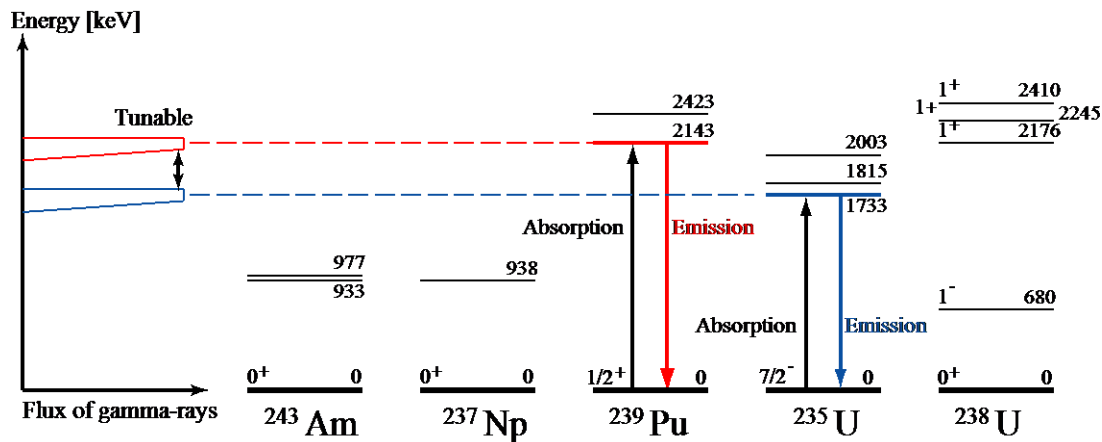 Energy [keV]
Tunable
Flux of gamma-rays
977
933
0+ 0
243 Am
938
0+ 0
237 Np
2423
2143
Absorption Emission
1/2+ 0
239 Pu
2003
1815
1733
Absorption Emission
7/2- 0
235 U
1+ 2410
1+ 2245
1+ 2176
1- 680
0+ 0
238 U